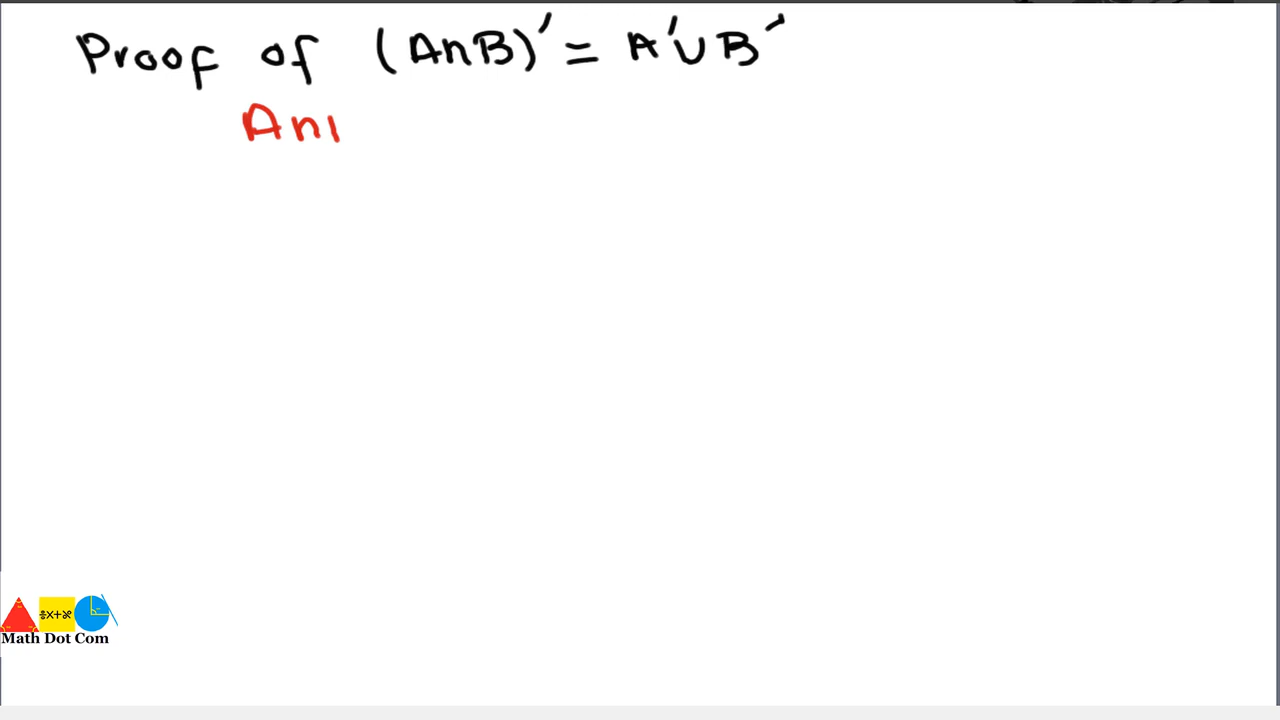 Proof of (A∩B)′ = A′∪B′
A∩
÷x+
Math Dot Com